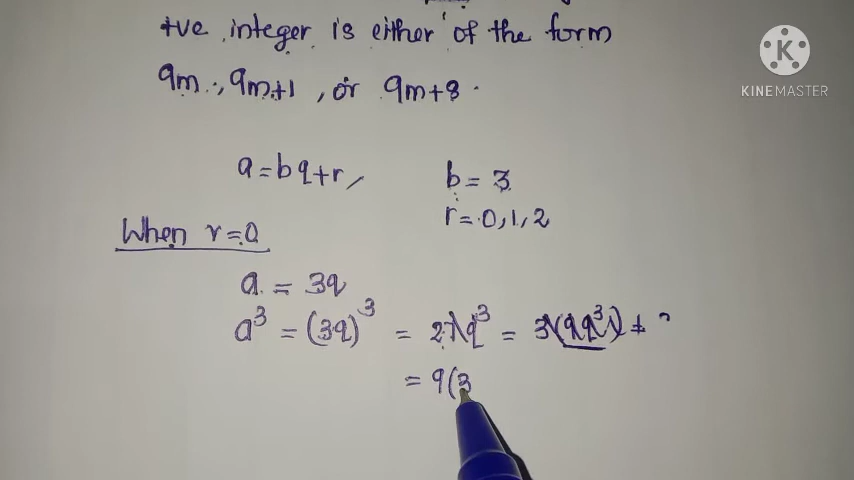 +ve integer is either of the form
KINEMASTER
9m, 9m+1, or 9m+8.
a = bq+r, b = 3
r = 0, 1, 2
When r = 0
a = 3q
a³ = (3q)³ = 27q³ = 3(9q³) +
= 9(3